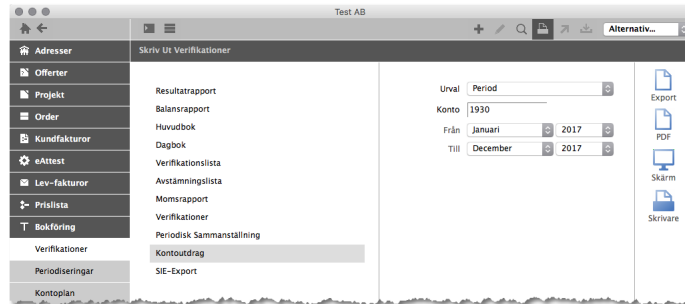 Test AB
Alternativ...
Adresser
Skriv Ut Verifikationer
Offerter
Projekt
Order
Kundfakturor
eAttest
Lev-fakturor
Prislista
Bokföring
Verifikationer
Periodiseringar
Kontoplan
Resultatrapport
Balansrapport
Huvudbok
Dagbok
Verifikationslista
Avstämningslista
Momsrapport
Verifikationer
Periodisk Sammanställning
Kontoutdrag
SIE-Export
Urval Period
Konto 1930
Från Januari 2017
Till December 2017
Export
PDF
Skärm
Skrivare